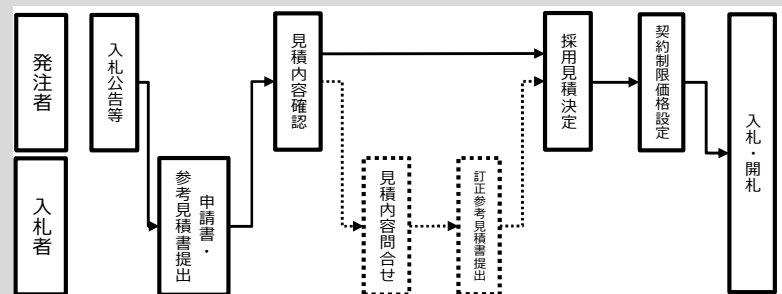 発注者
入札公告等
見積内容確認
採用見積決定
契約制限価格設定
入札・開札
入札者
申請書・
参考見積書提出
見積内容問合せ
訂正参考見積書提出